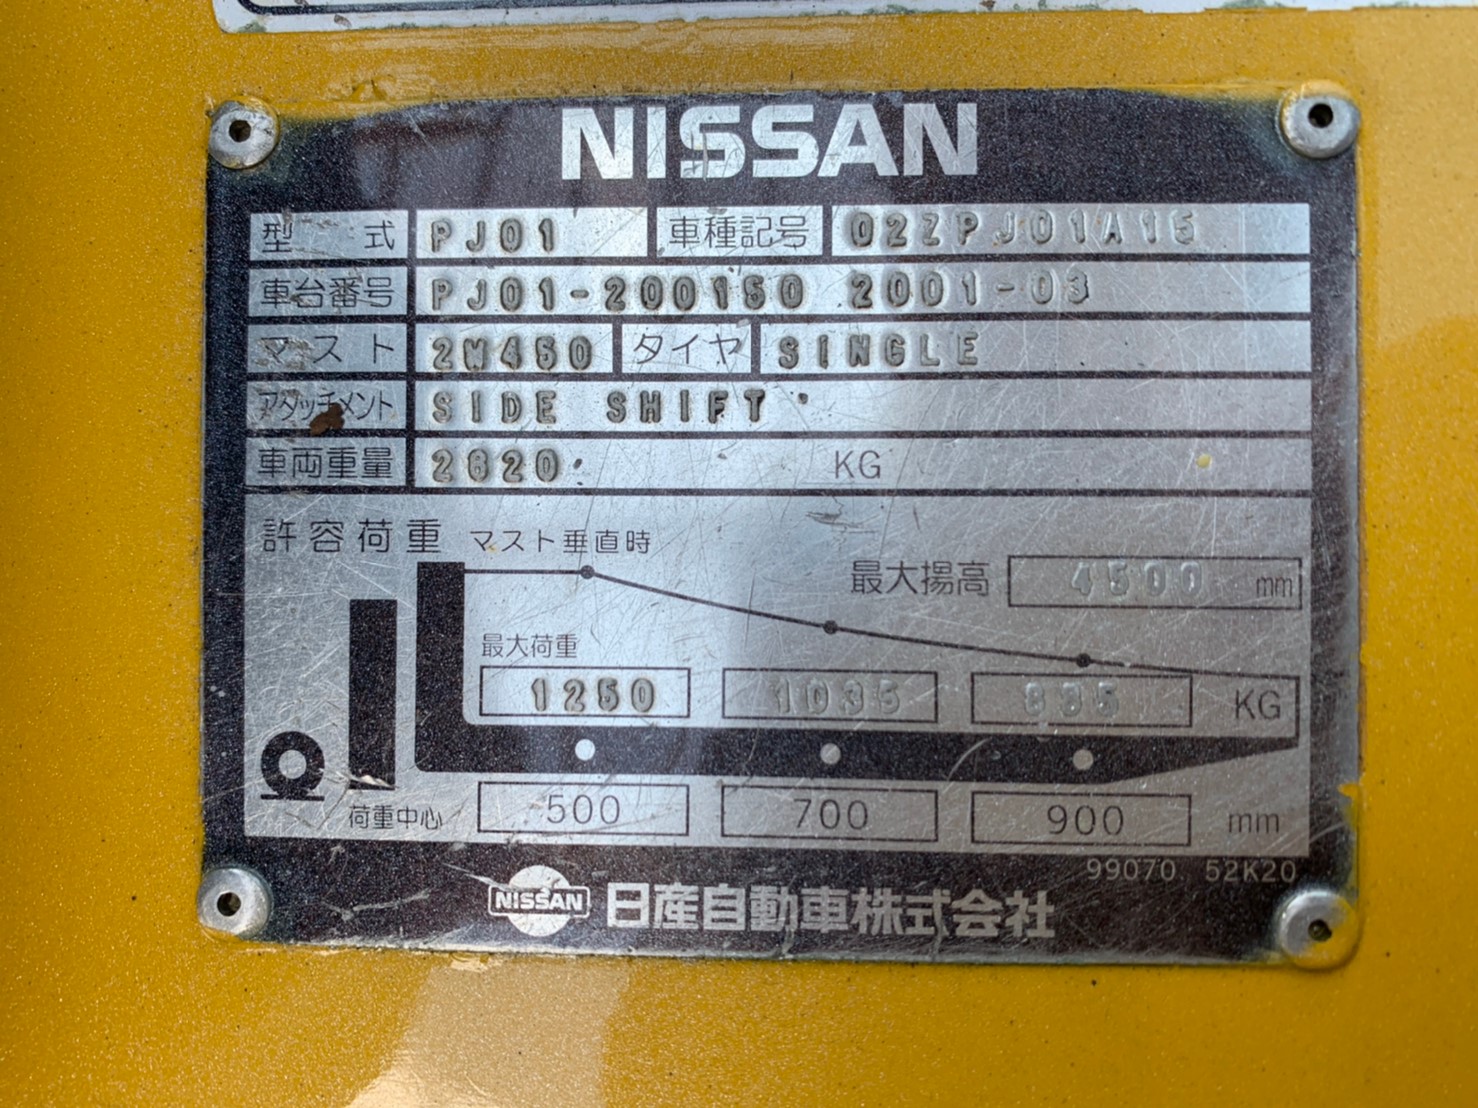 NISSAN
型式 PJ01 車種記号 02ZPJ01A15
車台番号 PJ01-200150 2001-03
マスト 2W450 タイヤ SINGLE
アタッチメント SIDE SHIFT
車両重量 2620 KG
許容荷重 マスト垂直時
最大揚高 4500 mm
最大荷重
1250 1035 KG
荷重中心 500 700 900 mm
99070 52K20
NISSAN 日産自動車株式会社